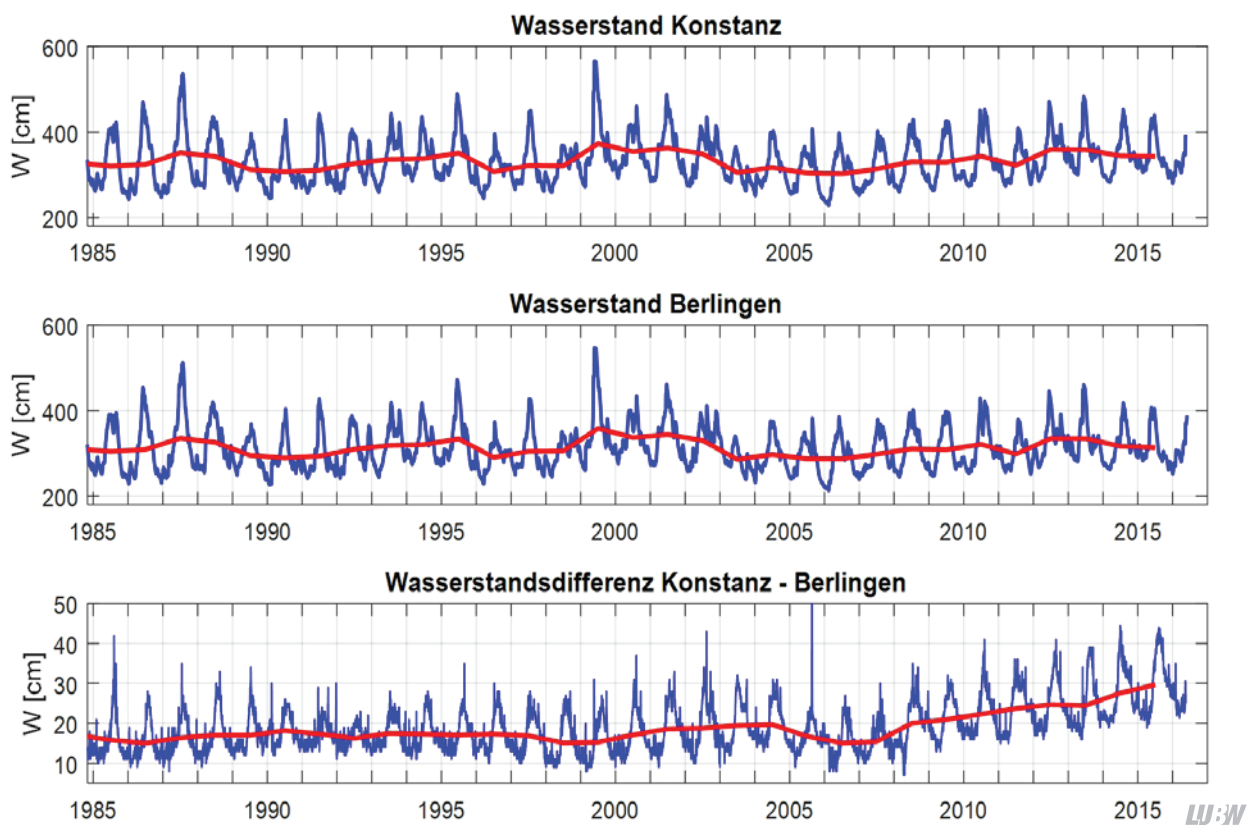 Wasserstand Konstanz
W [cm]
600
400
200
1985 1990 1995 2000 2005 2010 2015
Wasserstand Berlingen
W [cm]
600
400
200
1985 1990 1995 2000 2005 2010 2015
Wasserstandsdifferenz Konstanz - Berlingen
W [cm]
50
40
30
20
10
1985 1990 1995 2000 2005 2010 2015
LUBW